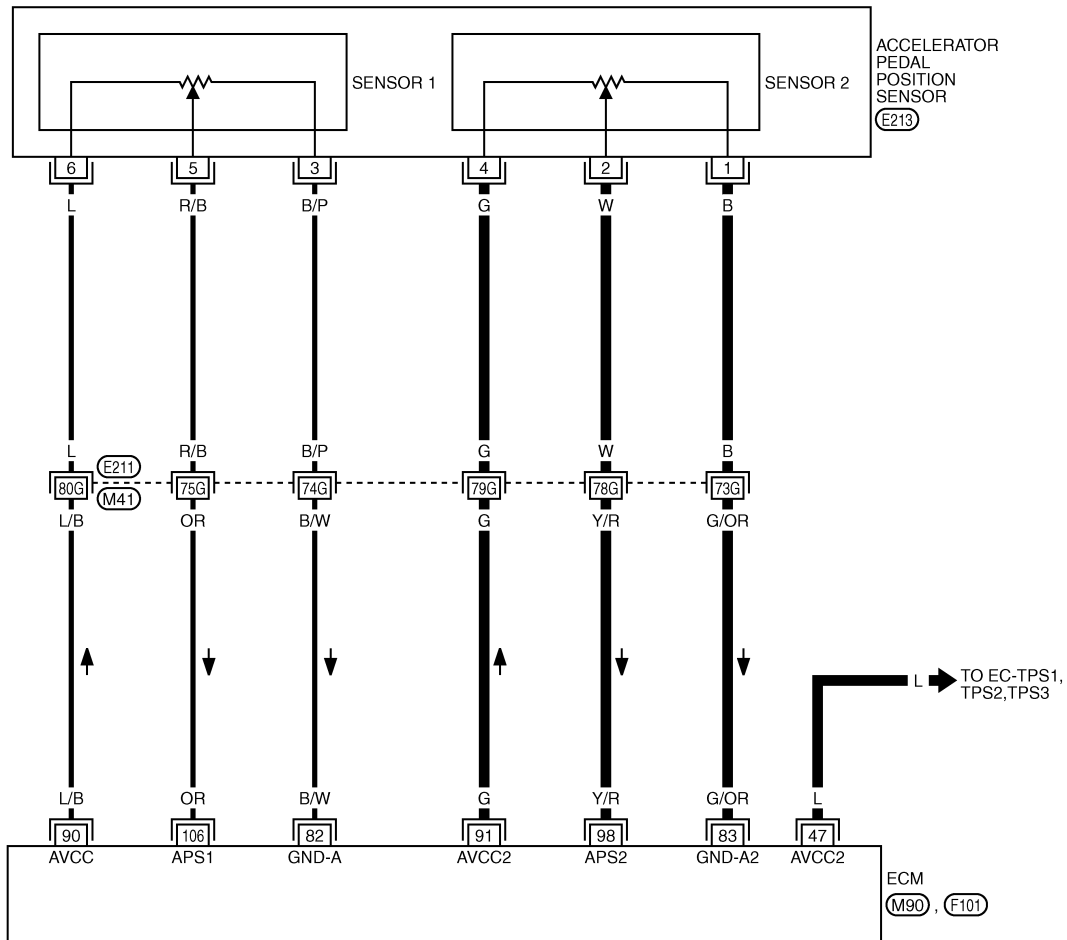 SENSOR 1
SENSOR 2
ACCELERATOR
PEDAL
POSITION
SENSOR
E213
6 5 3 4 2 1
L R/B B/P G W B
L R/B B/P G W B
E211
80G 75G 74G 79G 78G 73G
M41
L/B OR B/W G Y/R G/OR
L TO EC-TPS1,
TPS2,TPS3
L/B OR B/W G Y/R G/OR L
90 106 82 91 98 83 47
AVCC APS1 GND-A AVCC2 APS2 GND-A2 AVCC2
ECM
M90 , F101